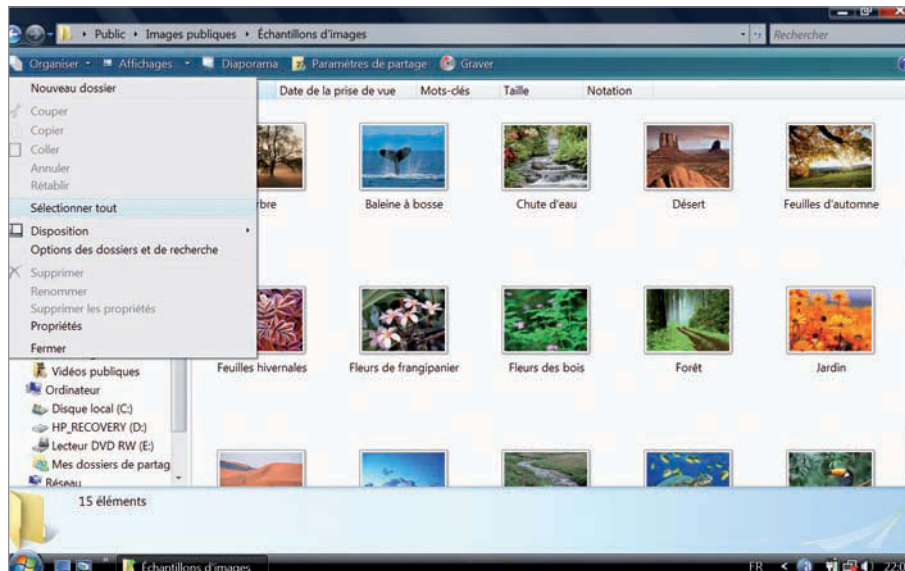 Public ▸ Images publiques ▸ Échantillons d'images
Rechercher
Organiser Affichages Diaporama Paramètres de partage Graver
Nouveau dossier
Couper
Copier
Coller
Annuler
Rétablir
Sélectionner tout
Disposition
Options des dossiers et de recherche
Supprimer
Renommer
Supprimer les propriétés
Propriétés
Fermer
Date de la prise de vue Mots-clés Taille Notation
rbre Baleine à bosse Chute d'eau Désert Feuilles d'automne
Feuilles hivernales Fleurs de frangipanier Fleurs des bois Forêt Jardin
Vidéos publiques
Ordinateur
Disque local (C:)
HP_RECOVERY (D:)
Lecteur DVD RW (E:)
Mes dossiers de partag
Réseau
15 éléments
Échantillons d'images
FR
22:0